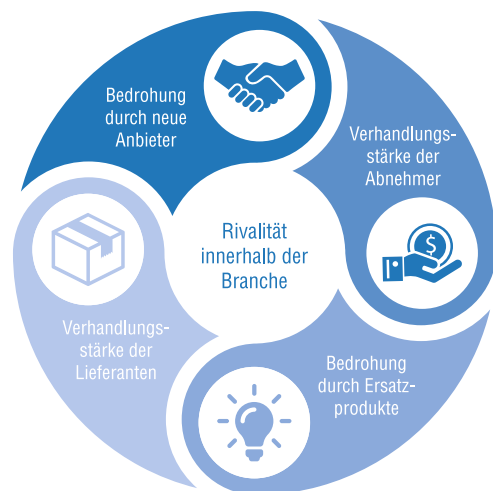 Bedrohung
durch neue
Anbieter
Verhandlungs-
stärke der
Abnehmer
$
Rivalität
innerhalb der
Branche
Verhandlungs-
stärke der
Lieferanten
Bedrohung
durch Ersatz-
produkte